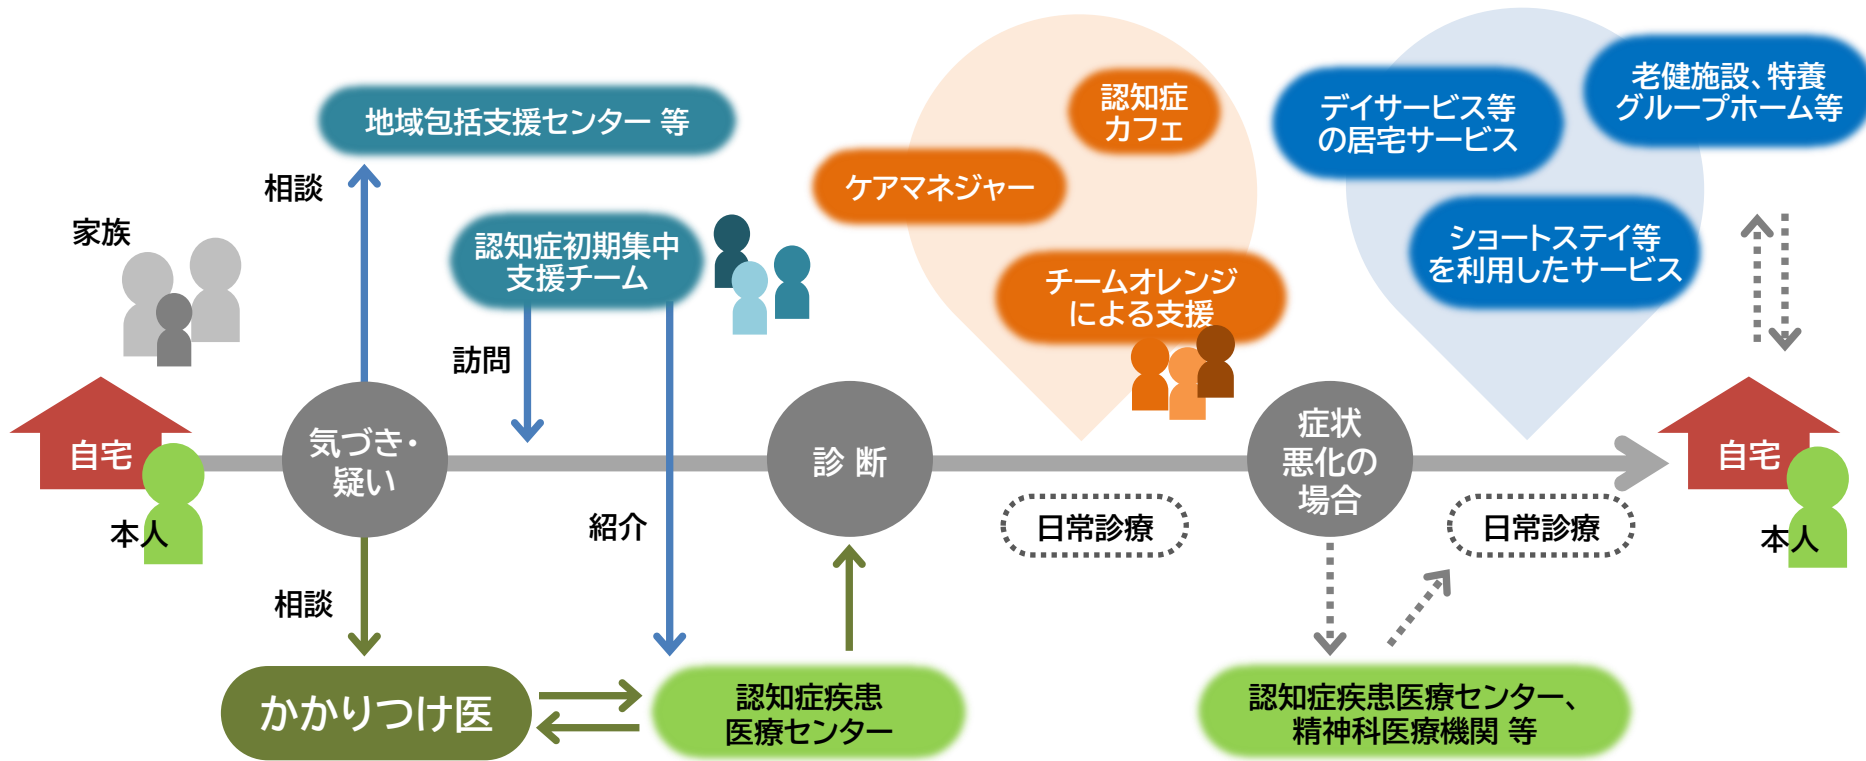 地域包括支援センター 等
認知症
カフェ
デイサービス等
の居宅サービス
老健施設、特養
グループホーム等
相談
ケアマネジャー
家族
認知症初期集中
支援チーム
ショートステイ等
を利用したサービス
チームオレンジ
による支援
訪問
自宅
本人
気づき・
疑い
診 断
症状
悪化の
場合
自宅
本人
紹介
日常診療
日常診療
相談
かかりつけ医
認知症疾患
医療センター
認知症疾患医療センター、
精神科医療機関 等